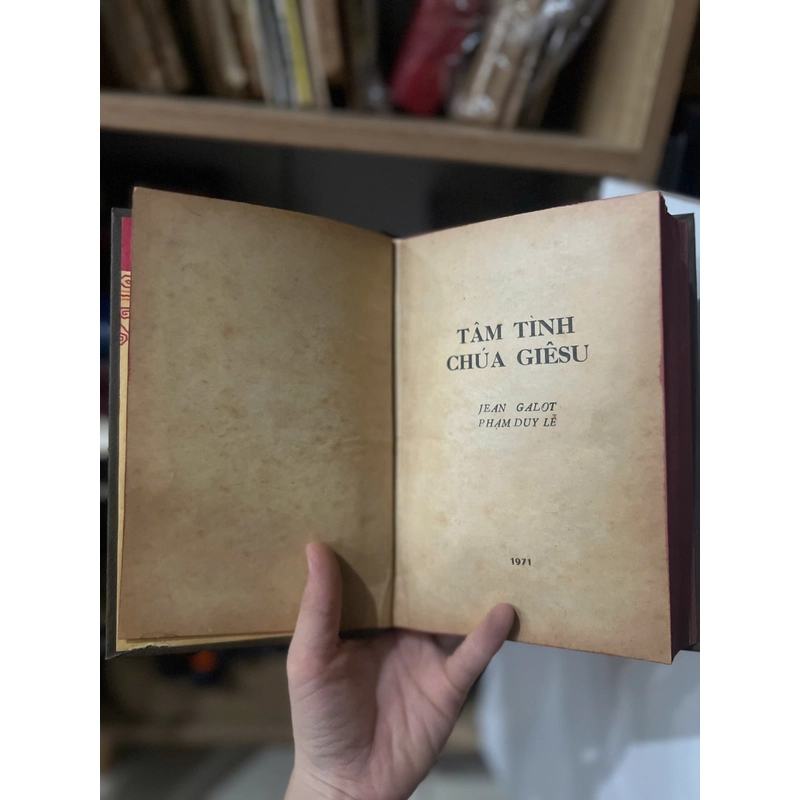 TÂM TÌNH
CHÚA GIÊSU
JEAN GALOT
PHẠM DUY LỄ
1971